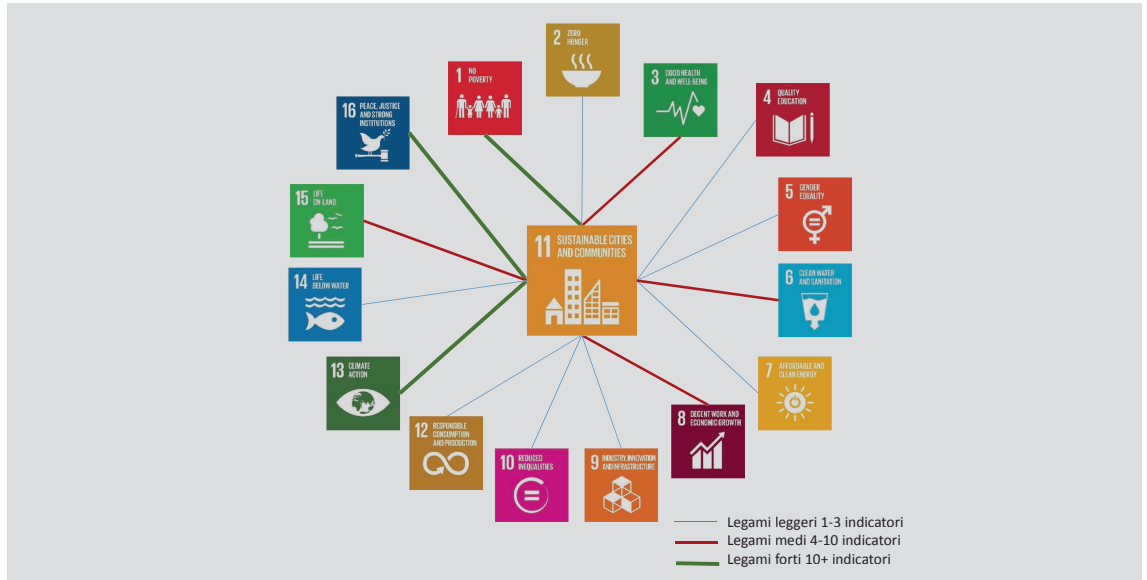 2 ZERO
HUNGER
1 NO
POVERTY
3 GOOD HEALTH
AND WELL-BEING
4 QUALITY
EDUCATION
16 PEACE, JUSTICE
AND STRONG
INSTITUTIONS
15 LIFE
ON LAND
5 GENDER
EQUALITY
11 SUSTAINABLE CITIES
AND COMMUNITIES
14 LIFE
BELOW WATER
6 CLEAN WATER
AND SANITATION
13 CLIMATE
ACTION
7 AFFORDABLE AND
CLEAN ENERGY
12 RESPONSIBLE
CONSUMPTION
AND PRODUCTION
8 DECENT WORK AND
ECONOMIC GROWTH
10 REDUCED
INEQUALITIES
9 INDUSTRY, INNOVATION
AND INFRASTRUCTURE
Legami leggeri 1-3 indicatori
Legami medi 4-10 indicatori
Legami forti 10+ indicatori